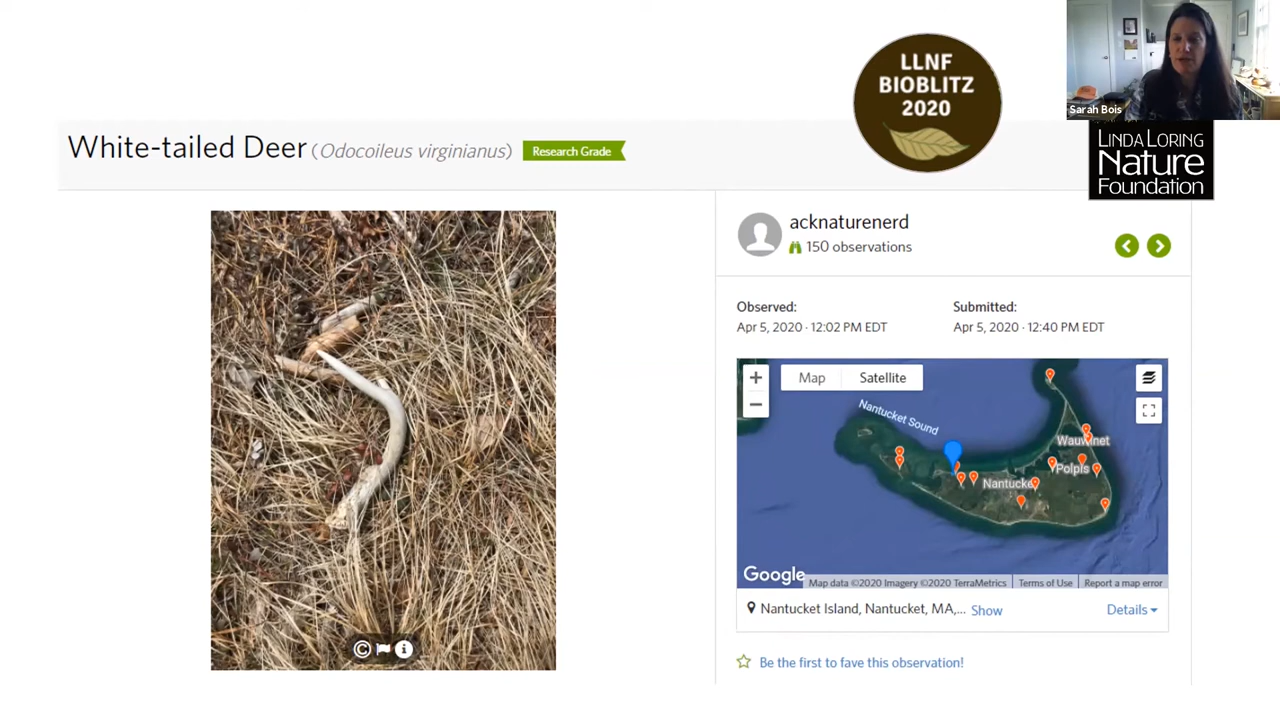 LLNF
BIOBLITZ
2020
Sarah Bois
LINDA LORING
Nature
Foundation
White-tailed Deer (Odocoileus virginianus) Research Grade
acknaturenerd
150 observations
Observed: Submitted:
Apr 5, 2020 · 12:02 PM EDT Apr 5, 2020 · 12:40 PM EDT
+ Map Satellite
−
Nantucket Sound
Wauwinet
Polpis
Nantucket
Google Map data ©2020 Imagery ©2020 TerraMetrics Terms of Use Report a map error
Nantucket Island, Nantucket, MA,... Show Details
Be the first to fave this observation!